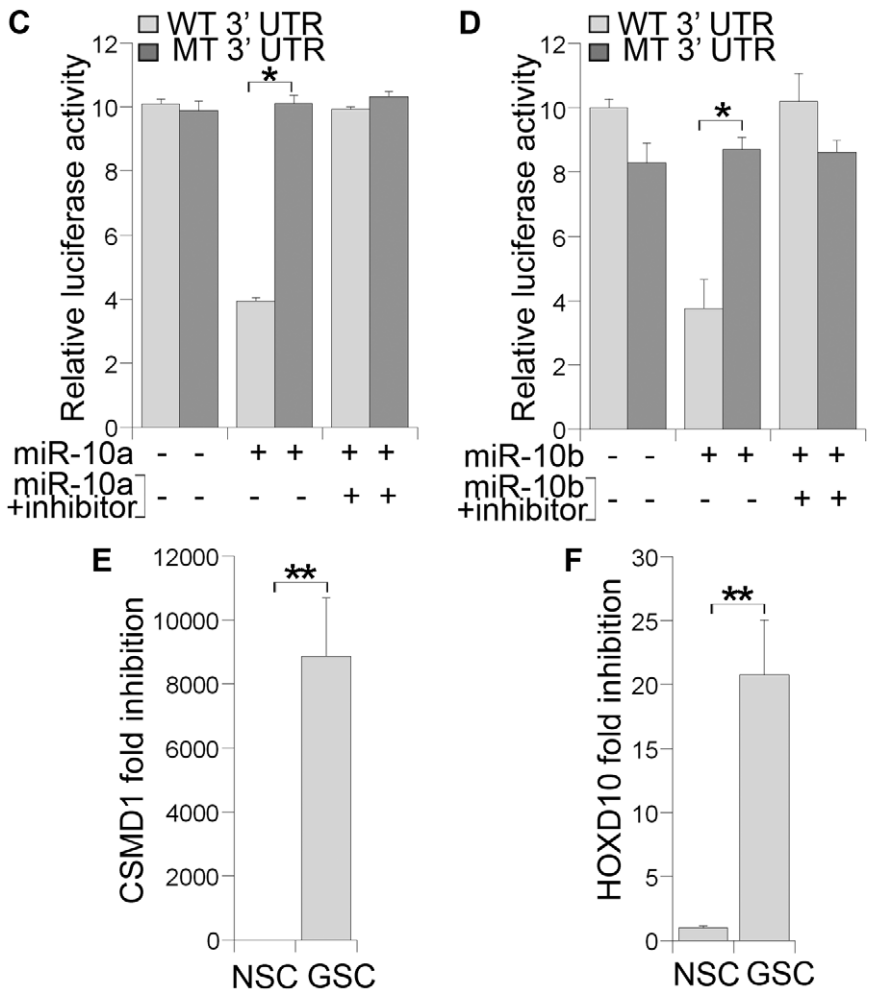 C
WT 3' UTR
MT 3' UTR
Relative luciferase activity
12
10
8
6
4
2
0
*
miR-10a - - + + + +
miR-10a
+inhibitor - - - - + +
D
WT 3' UTR
MT 3' UTR
Relative luciferase activity
12
10
8
6
4
2
0
*
miR-10b - - + + + +
miR-10b
+inhibitor - - - - + +
E
CSMD1 fold inhibition
12000
10000
8000
6000
4000
2000
0
**
NSC GSC
F
HOXD10 fold inhibition
30
25
20
15
10
5
0
**
NSC GSC